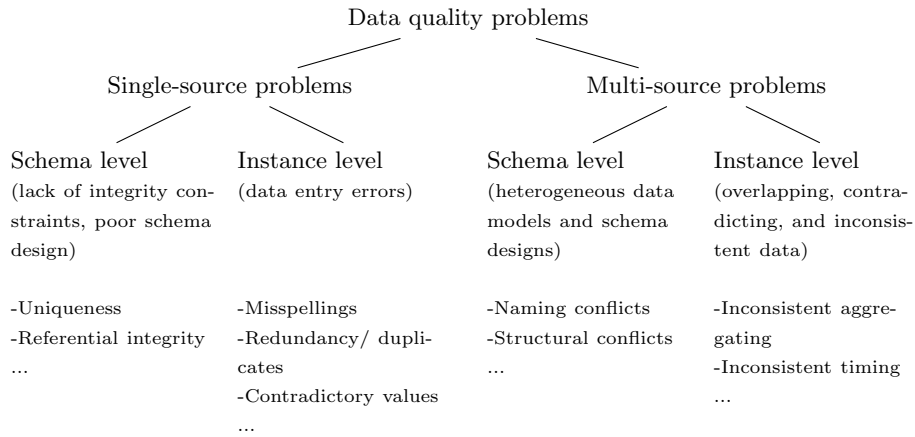 Data quality problems
Single-source problems
Multi-source problems
Schema level
(lack of integrity con-
straints, poor schema
design)
-Uniqueness
-Referential integrity
...
Instance level
(data entry errors)
-Misspellings
-Redundancy/ dupli-
cates
-Contradictory values
...
Schema level
(heterogeneous data
models and schema
designs)
-Naming conflicts
-Structural conflicts
...
Instance level
(overlapping, contra-
dicting, and inconsis-
tent data)
-Inconsistent aggre-
gating
-Inconsistent timing
...